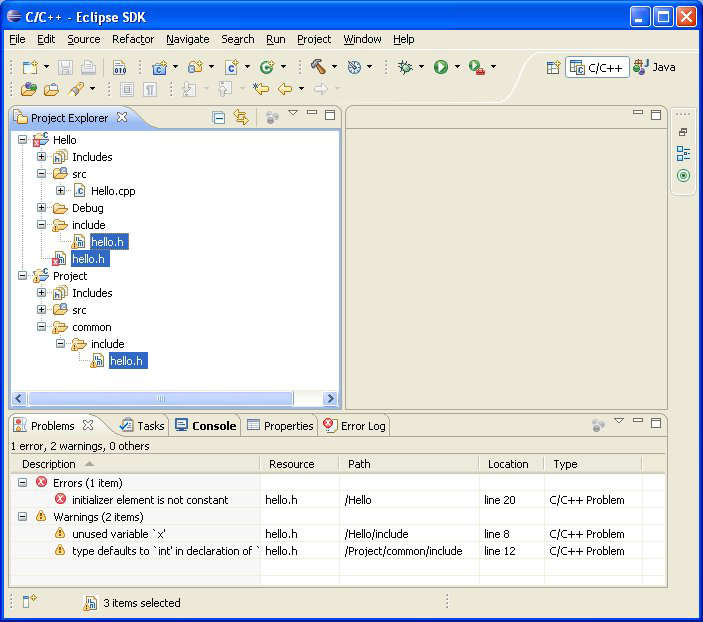 C/C++ - Eclipse SDK
File Edit Source Refactor Navigate Search Run Project Window Help
010
C/C++ Java
Project Explorer
Hello
Includes
src
Hello.cpp
Debug
include
hello.h
hello.h
Project
Includes
src
common
include
hello.h
Problems Tasks Console Properties Error Log
1 error, 2 warnings, 0 others
Description Resource Path Location Type
Errors (1 item)
initializer element is not constant hello.h /Hello line 20 C/C++ Problem
Warnings (2 items)
unused variable `x' hello.h /Hello/include line 8 C/C++ Problem
type defaults to `int' in declaration of ` hello.h /Project/common/include line 12 C/C++ Problem
3 items selected